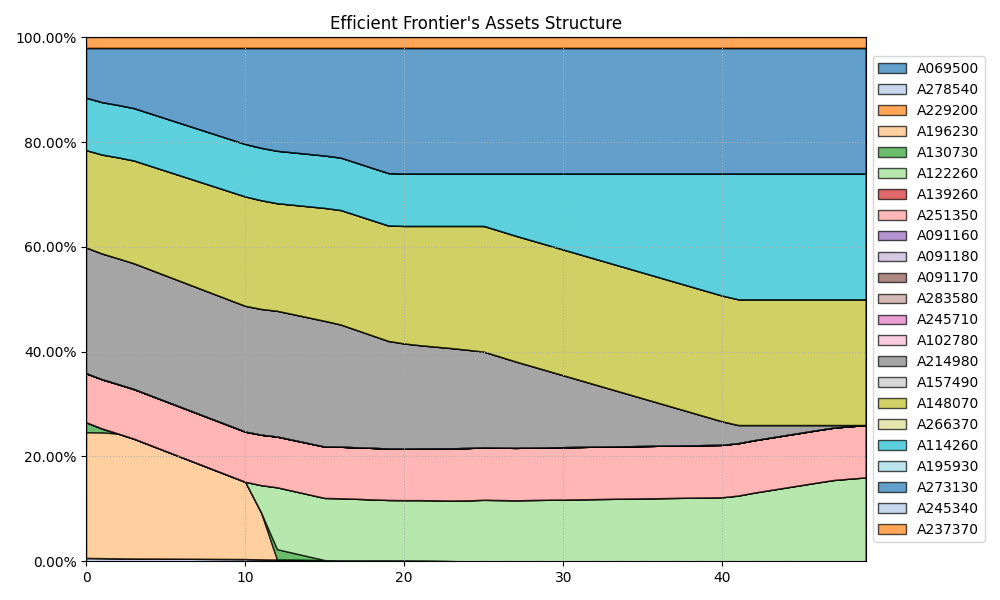 Efficient Frontier's Assets Structure
100.00%
80.00%
60.00%
40.00%
20.00%
0.00%
0
10
20
30
40
A069500
A278540
A229200
A196230
A130730
A122260
A139260
A251350
A091160
A091180
A091170
A283580
A245710
A102780
A214980
A157490
A148070
A266370
A114260
A195930
A273130
A245340
A237370